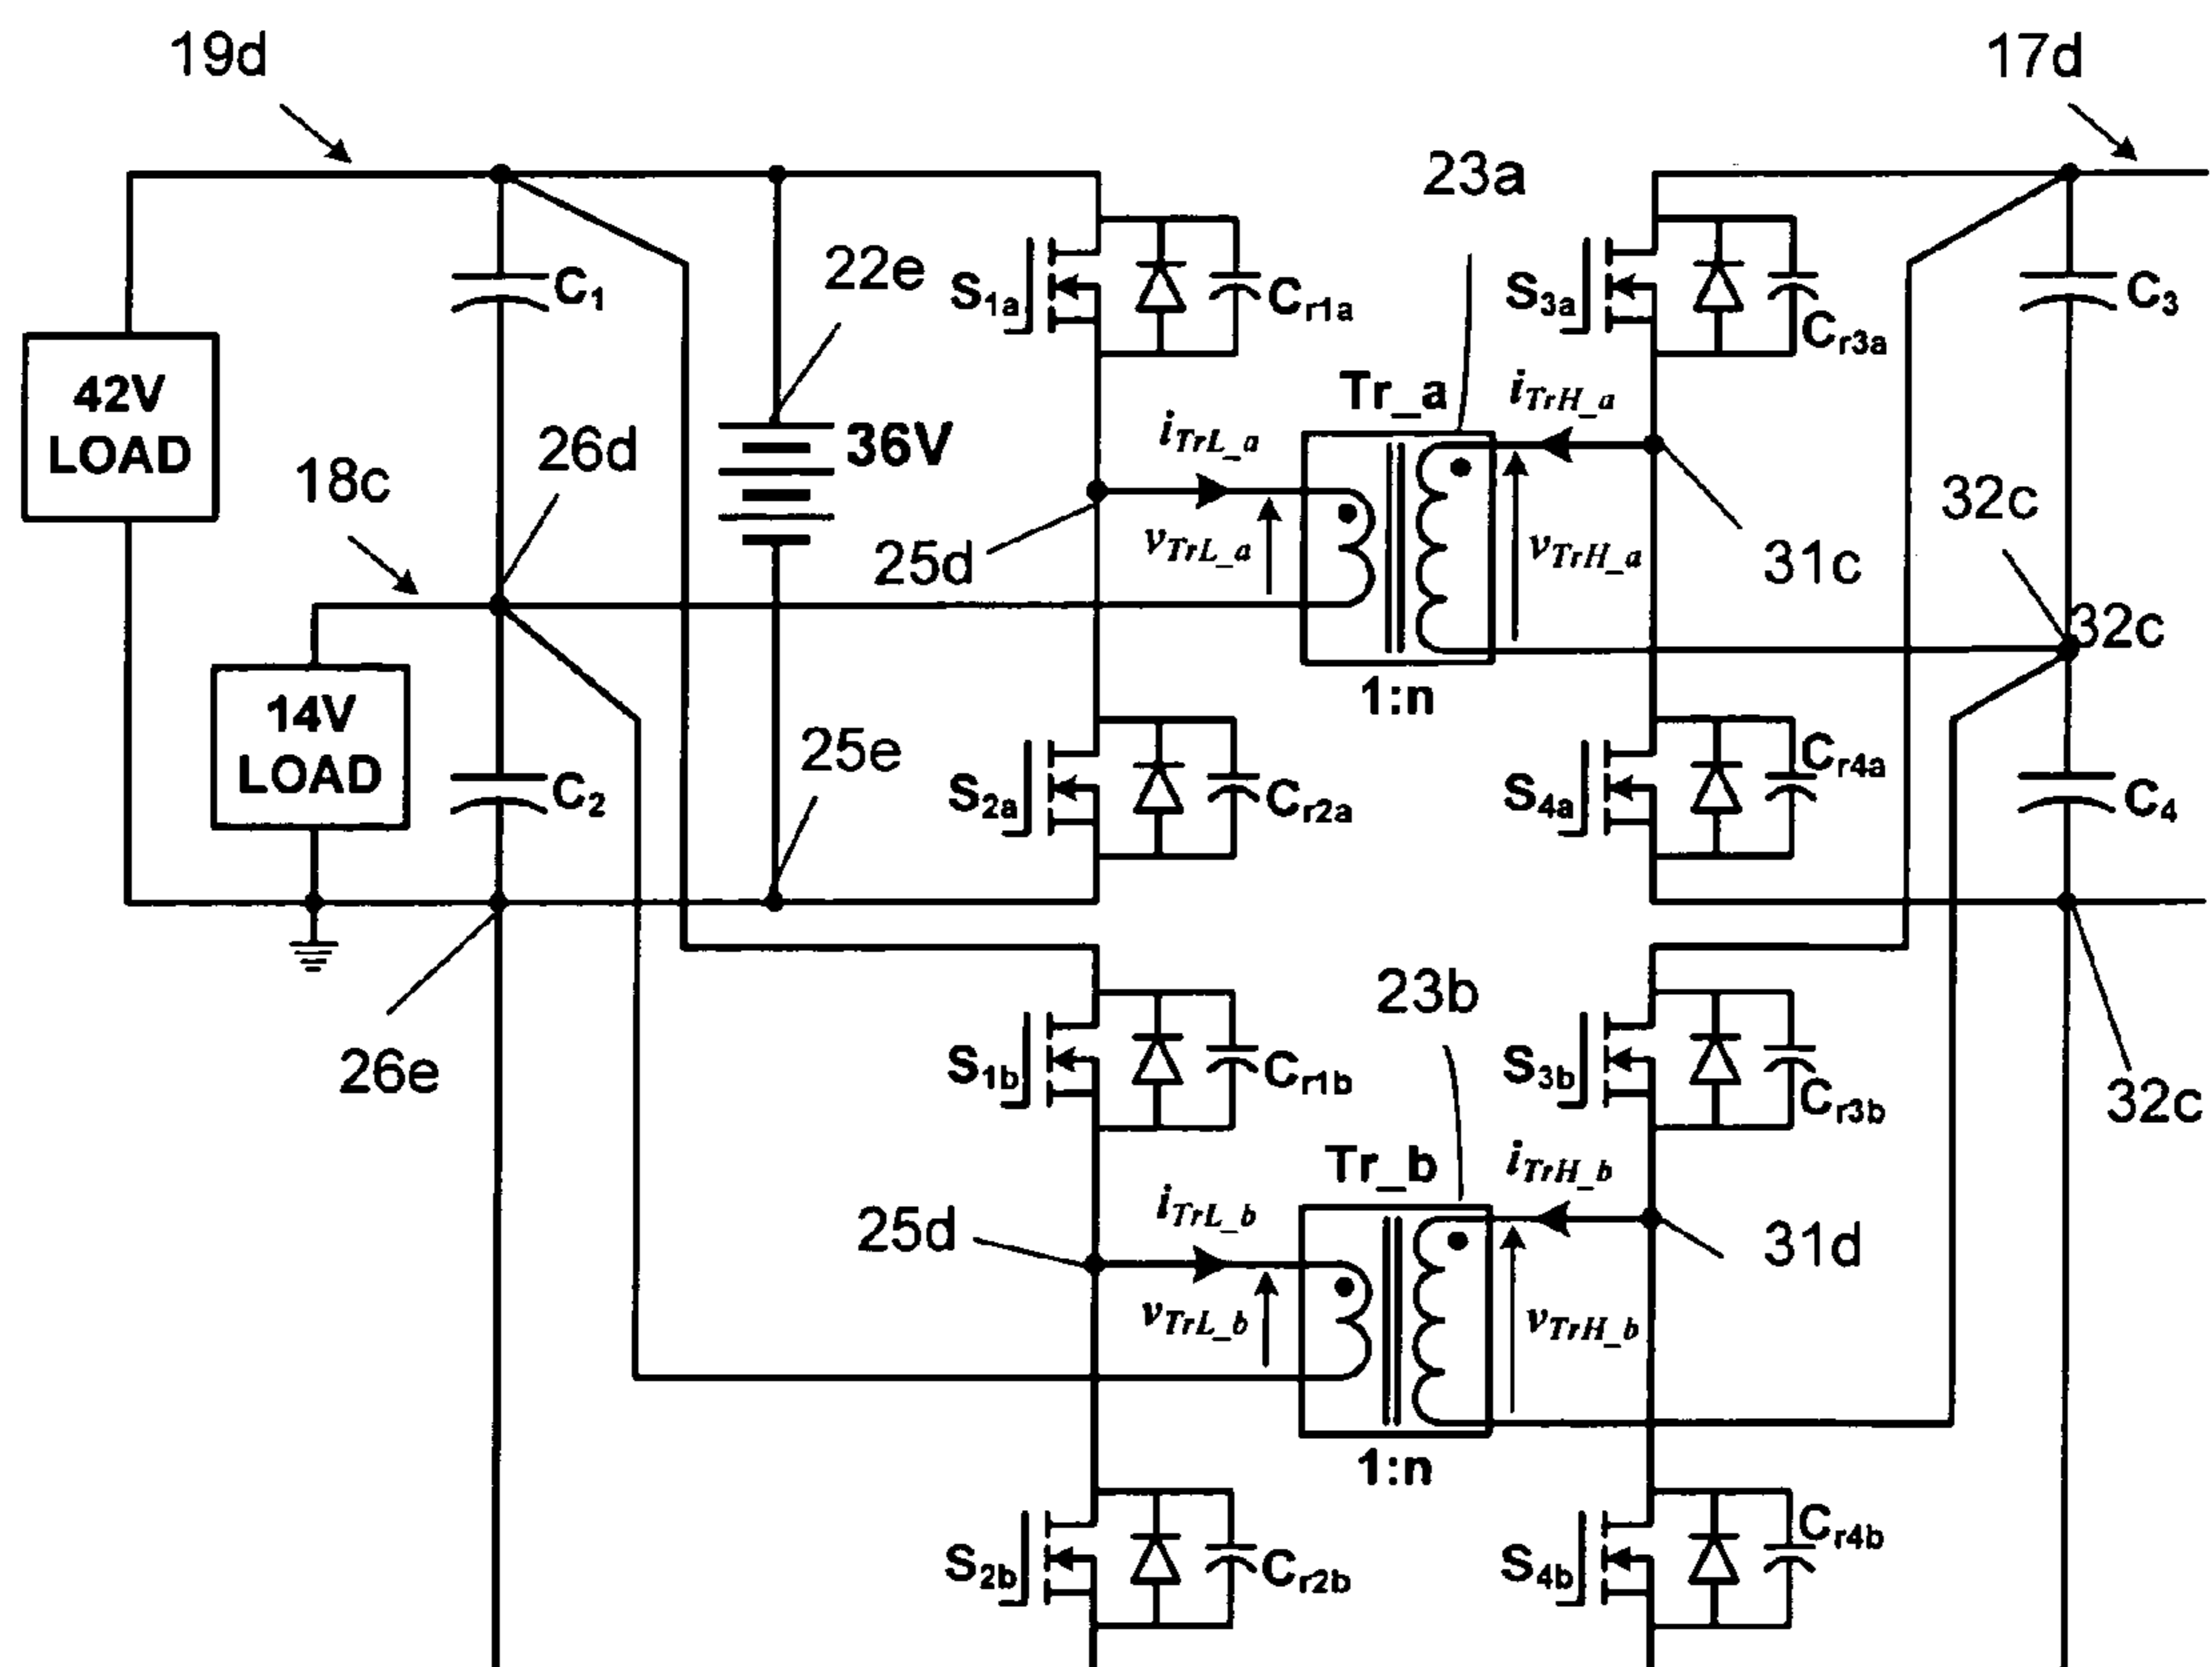 19d
17d
23a
22e
S1a
Cr1a
S3a
Cr3a
C1
C3
42V
LOAD
36V
Tr_a
iTrH_a
iTrL_a
26d
18c
32c
vTrL_a
vTrH_a
25d
31c
32c
1:n
14V
LOAD
25e
C2
S2a
Cr2a
S4a
Cr4a
C4
23b
26e
S1b
Cr1b
S3b
Cr3b
32c
Tr_b
iTrH_b
iTrL_b
25d
31d
vTrL_b
vTrH_b
1:n
S2b
Cr2b
S4b
Cr4b